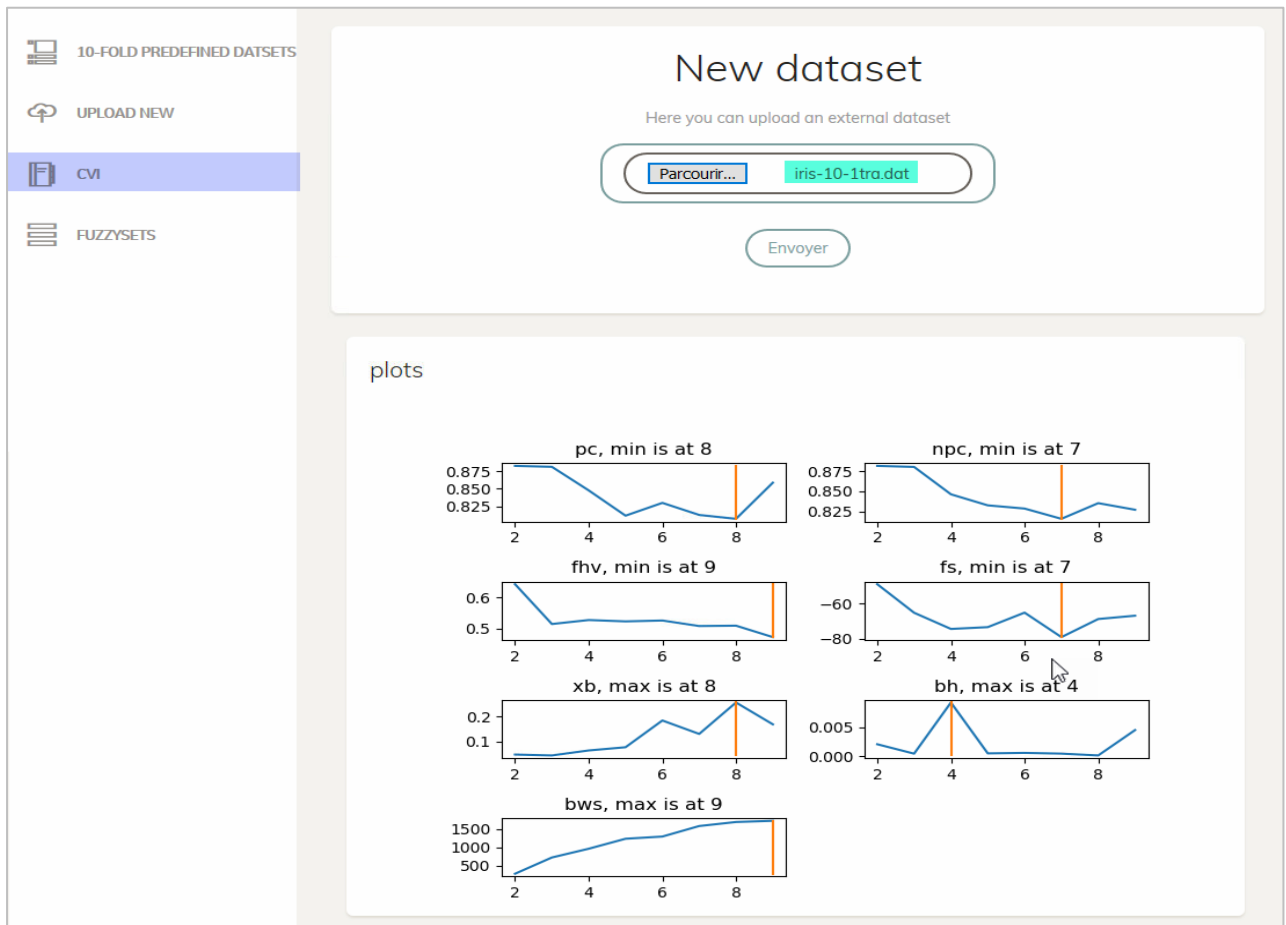 10-FOLD PREDEFINED DATSETS
UPLOAD NEW
CVI
FUZZYSETS
New dataset
Here you can upload an external dataset
Parcourir... iris-10-1tra.dat
Envoyer
plots
pc, min is at 8
0.875
0.850
0.825
2 4 6 8
npc, min is at 7
0.875
0.850
0.825
2 4 6 8
fhv, min is at 9
0.6
0.5
2 4 6 8
fs, min is at 7
−60
−80
2 4 6 8
xb, max is at 8
0.2
0.1
2 4 6 8
bh, max is at 4
0.005
0.000
2 4 6 8
bws, max is at 9
1500
1000
500
2 4 6 8